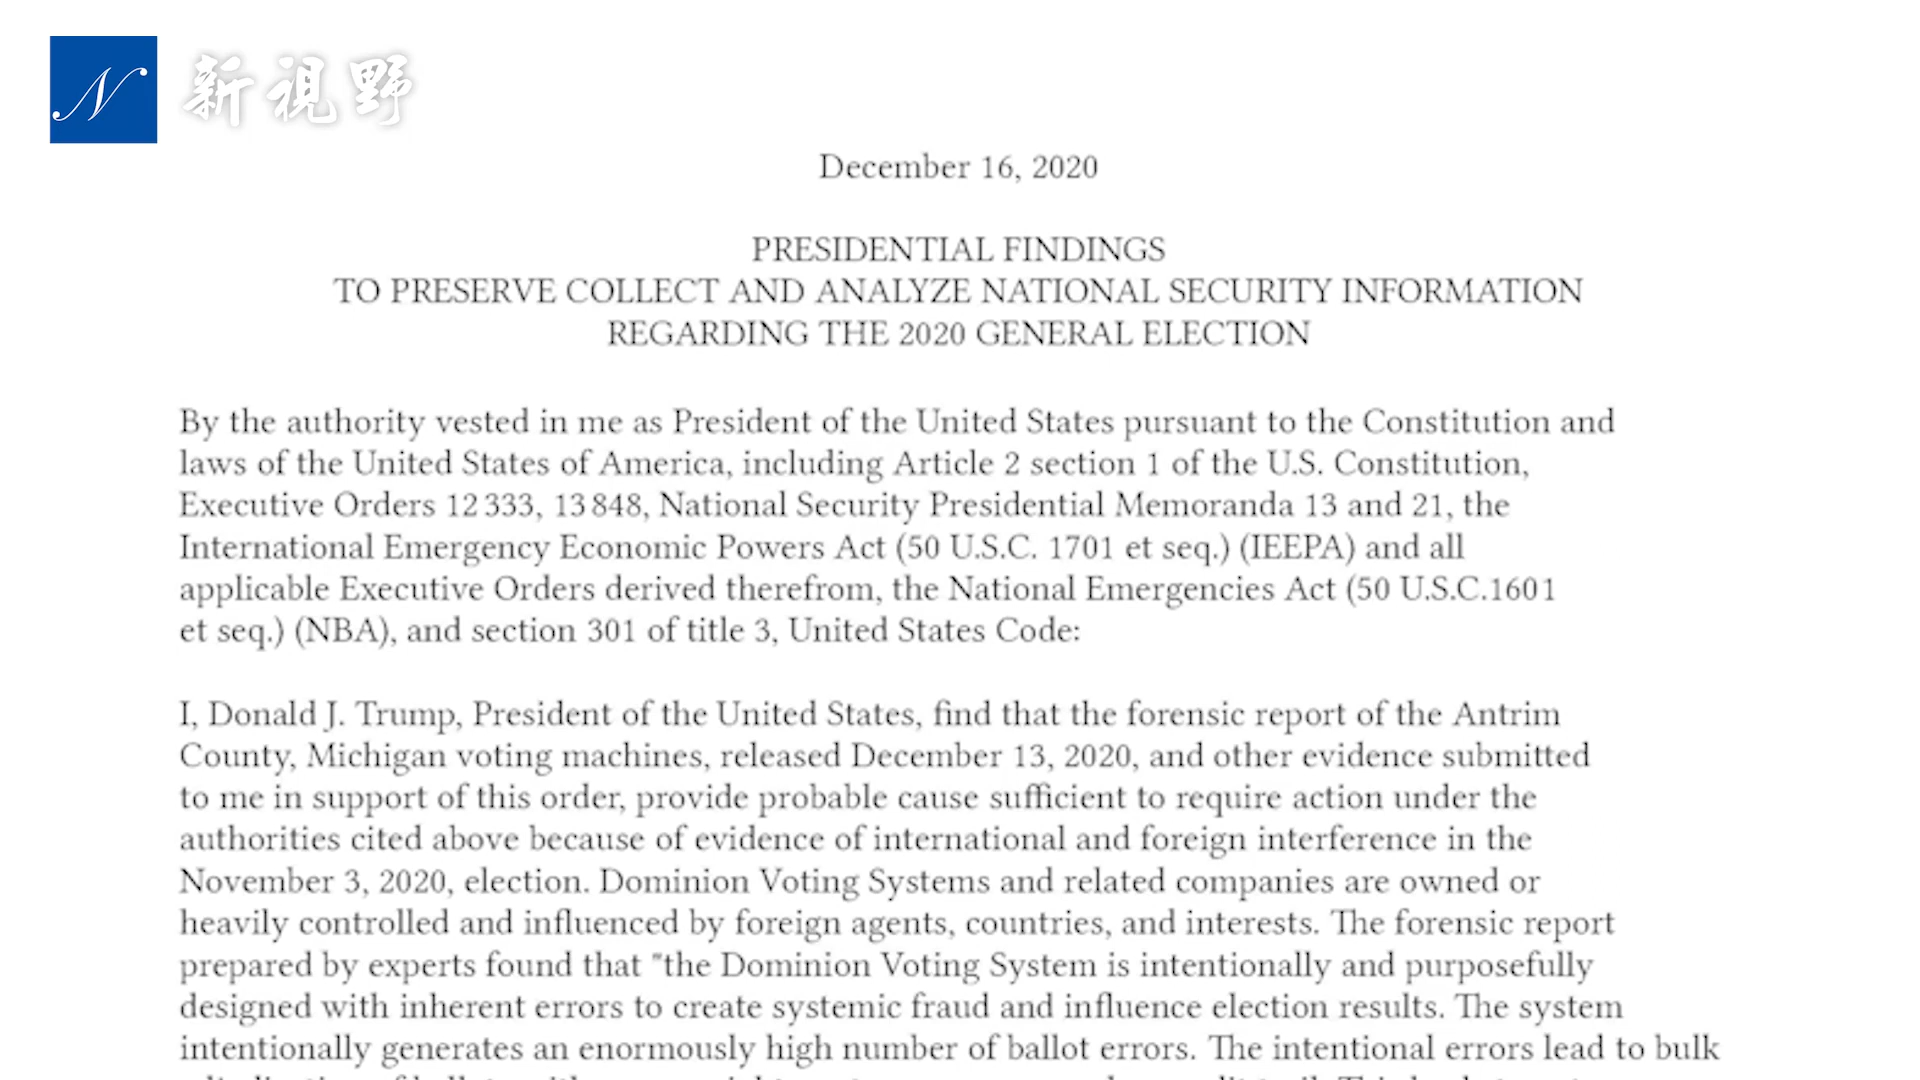 N 新視野
December 16, 2020
PRESIDENTIAL FINDINGS
TO PRESERVE COLLECT AND ANALYZE NATIONAL SECURITY INFORMATION
REGARDING THE 2020 GENERAL ELECTION
By the authority vested in me as President of the United States pursuant to the Constitution and
laws of the United States of America, including Article 2 section 1 of the U.S. Constitution,
Executive Orders 12 333, 13 848, National Security Presidential Memoranda 13 and 21, the
International Emergency Economic Powers Act (50 U.S.C. 1701 et seq.) (IEEPA) and all
applicable Executive Orders derived therefrom, the National Emergencies Act (50 U.S.C.1601
et seq.) (NBA), and section 301 of title 3, United States Code:
I, Donald J. Trump, President of the United States, find that the forensic report of the Antrim
County, Michigan voting machines, released December 13, 2020, and other evidence submitted
to me in support of this order, provide probable cause sufficient to require action under the
authorities cited above because of evidence of international and foreign interference in the
November 3, 2020, election. Dominion Voting Systems and related companies are owned or
heavily controlled and influenced by foreign agents, countries, and interests. The forensic report
prepared by experts found that "the Dominion Voting System is intentionally and purposefully
designed with inherent errors to create systemic fraud and influence election results. The system
intentionally generates an enormously high number of ballot errors. The intentional errors lead to bulk